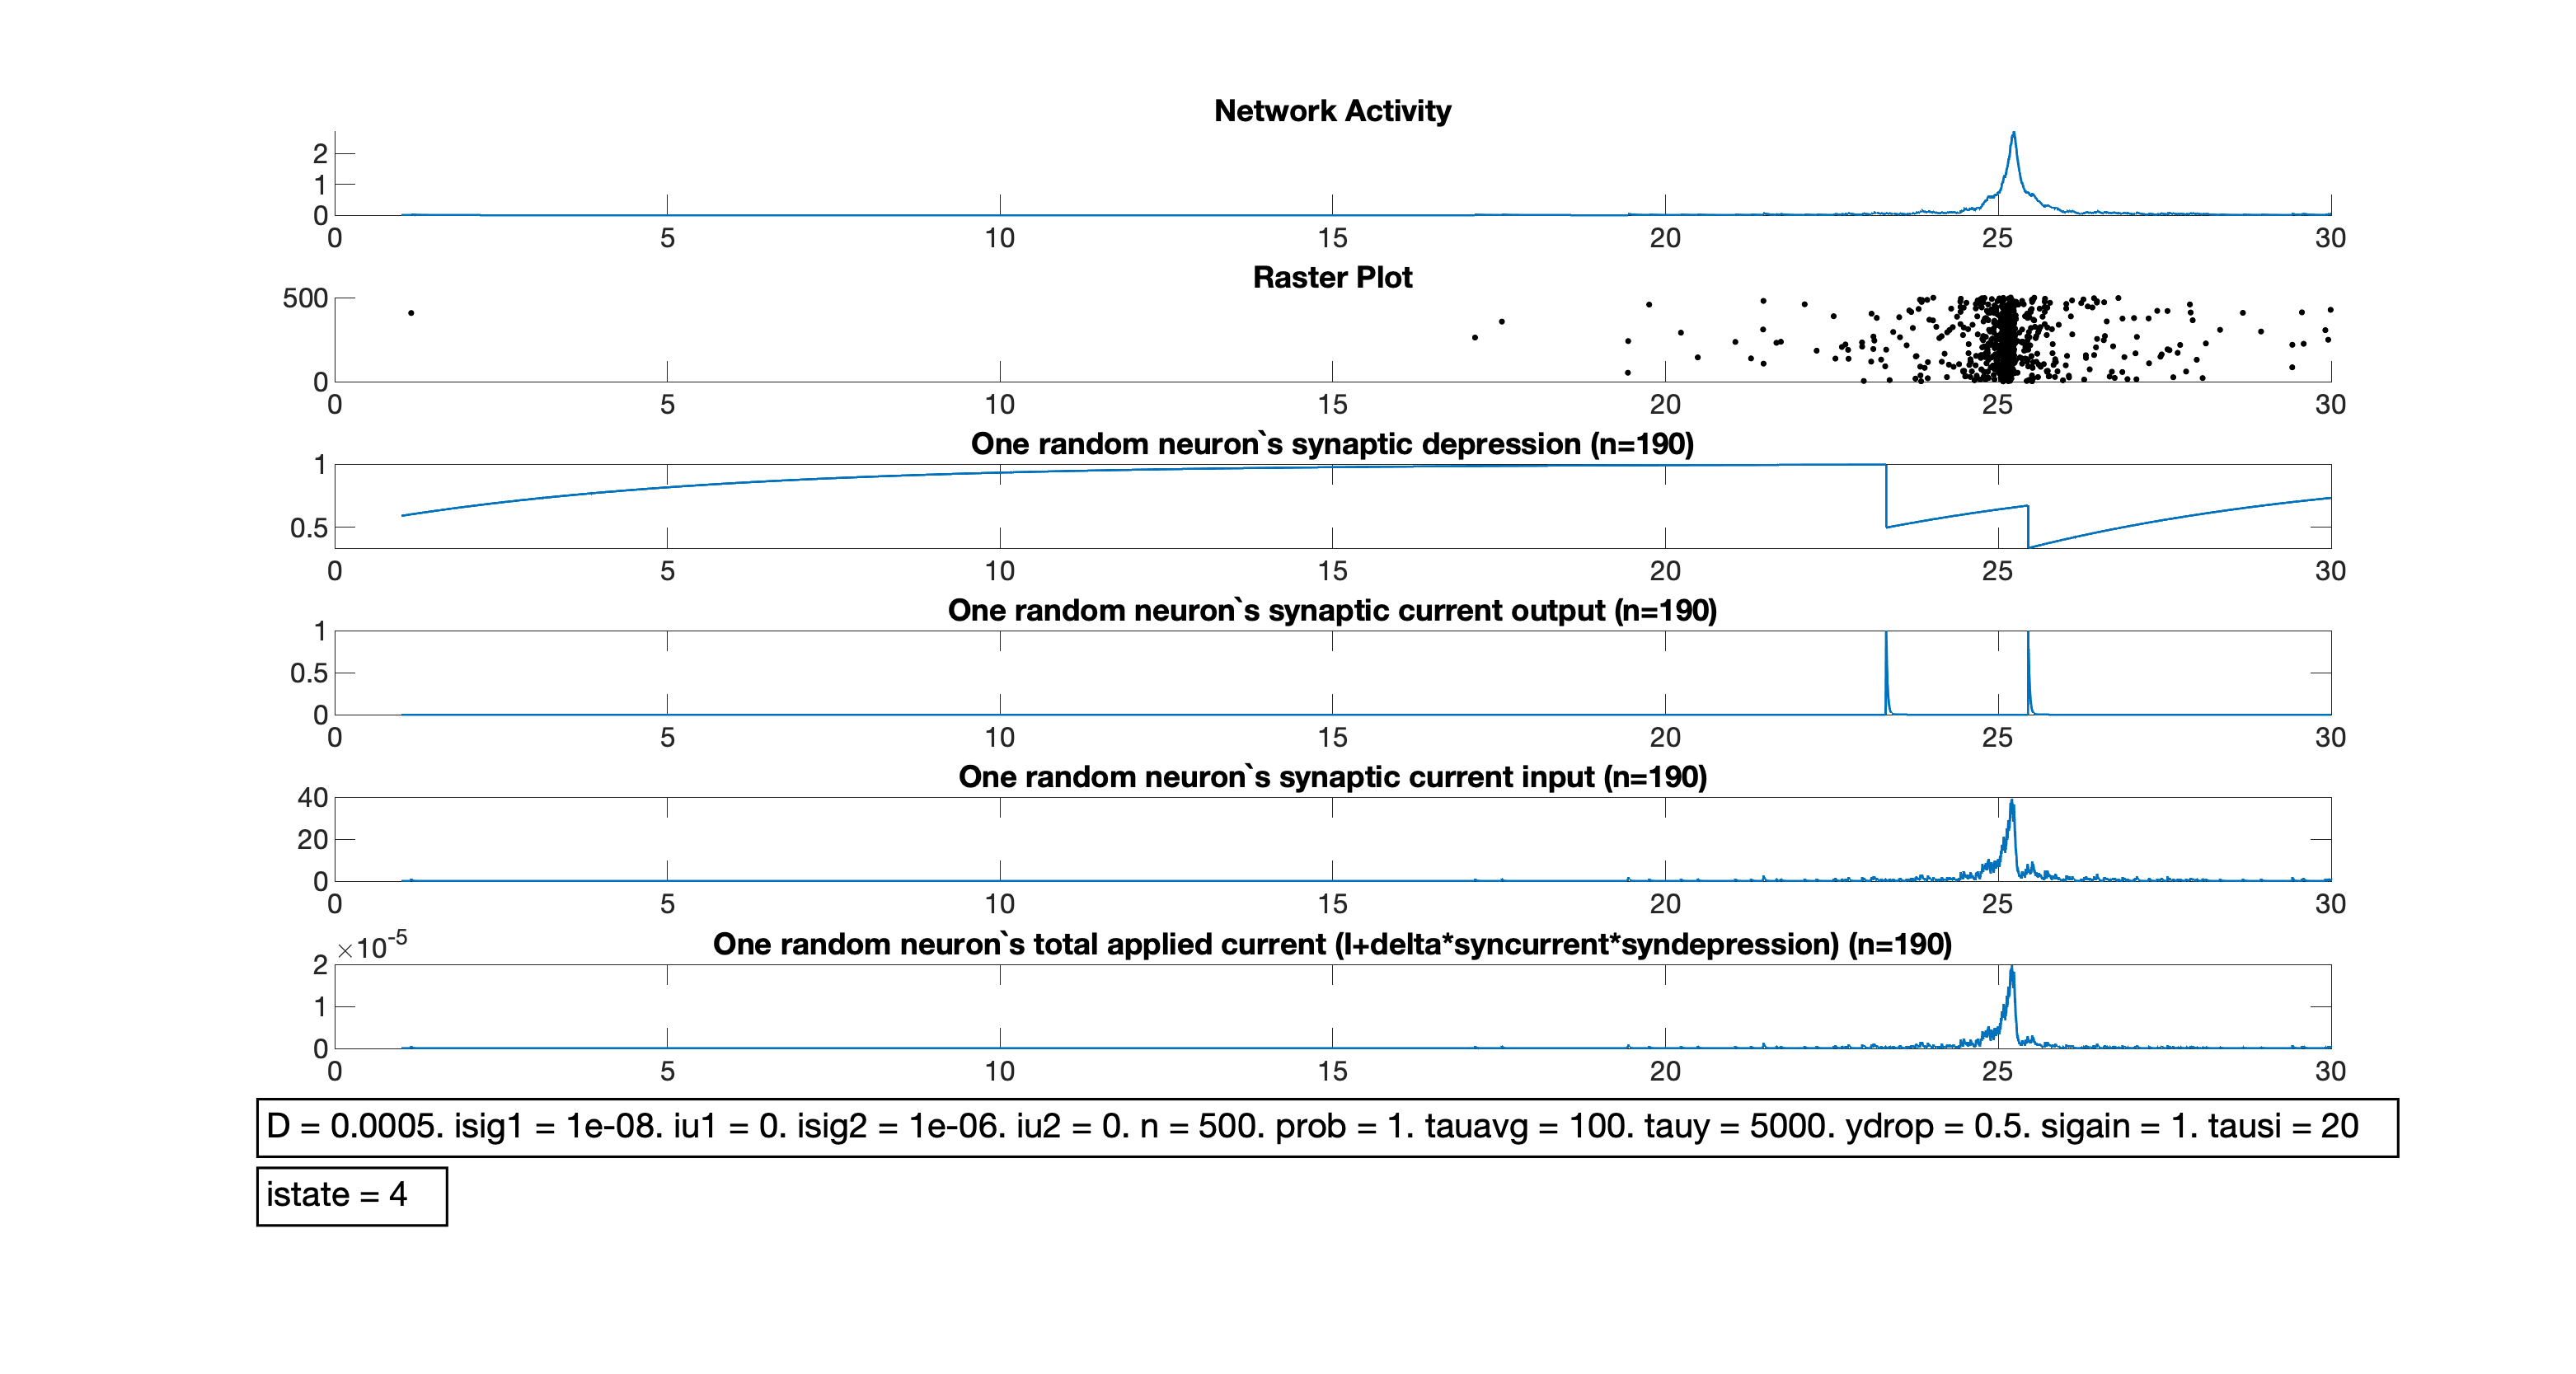 Network Activity
2
1
0
0 5 10 15 20 25 30
Raster Plot
500
0
0 5 10 15 20 25 30
One random neuron`s synaptic depression (n=190)
1
0.5
0 5 10 15 20 25 30
One random neuron`s synaptic current output (n=190)
1
0.5
0
0 5 10 15 20 25 30
One random neuron`s synaptic current input (n=190)
40
20
0
0 5 10 15 20 25 30
×10-5
One random neuron`s total applied current (I+delta*syncurrent*syndepression) (n=190)
2
1
0
0 5 10 15 20 25 30
D = 0.0005. isig1 = 1e-08. iu1 = 0. isig2 = 1e-06. iu2 = 0. n = 500. prob = 1. tauavg = 100. tauy = 5000. ydrop = 0.5. sigain = 1. tausi = 20
istate = 4